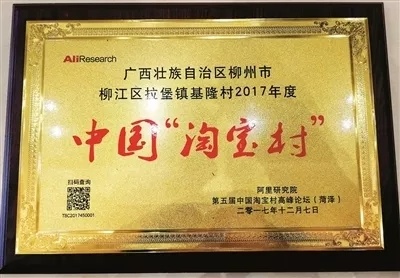 AliResearch
广西壮族自治区柳州市
柳江区拉堡镇基隆村2017年度
中国“淘宝村”
扫码查询
TBC2017450001
阿里研究院
第五届中国淘宝村高峰论坛（菏泽）
二〇一七年十二月七日